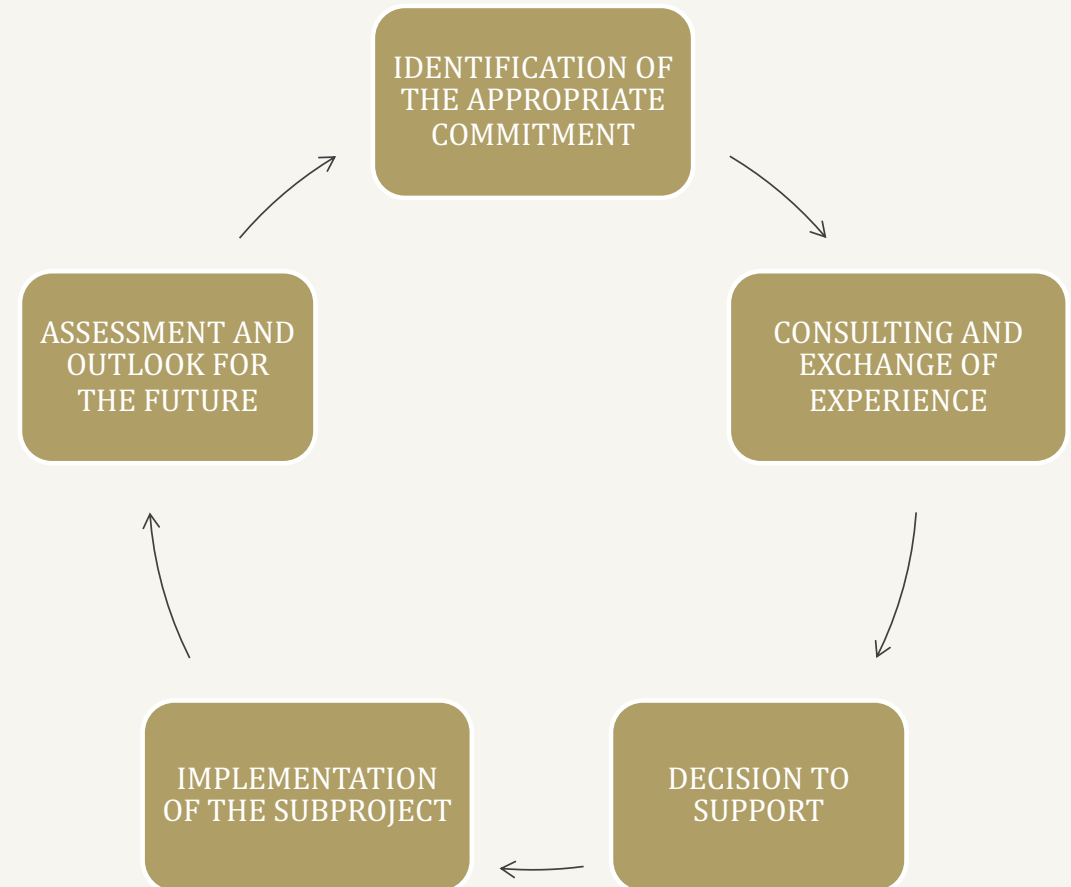 IDENTIFICATION OF
THE APPROPRIATE
COMMITMENT
CONSULTING AND
EXCHANGE OF
EXPERIENCE
DECISION TO
SUPPORT
IMPLEMENTATION
OF THE SUBPROJECT
ASSESSMENT AND
OUTLOOK FOR
THE FUTURE